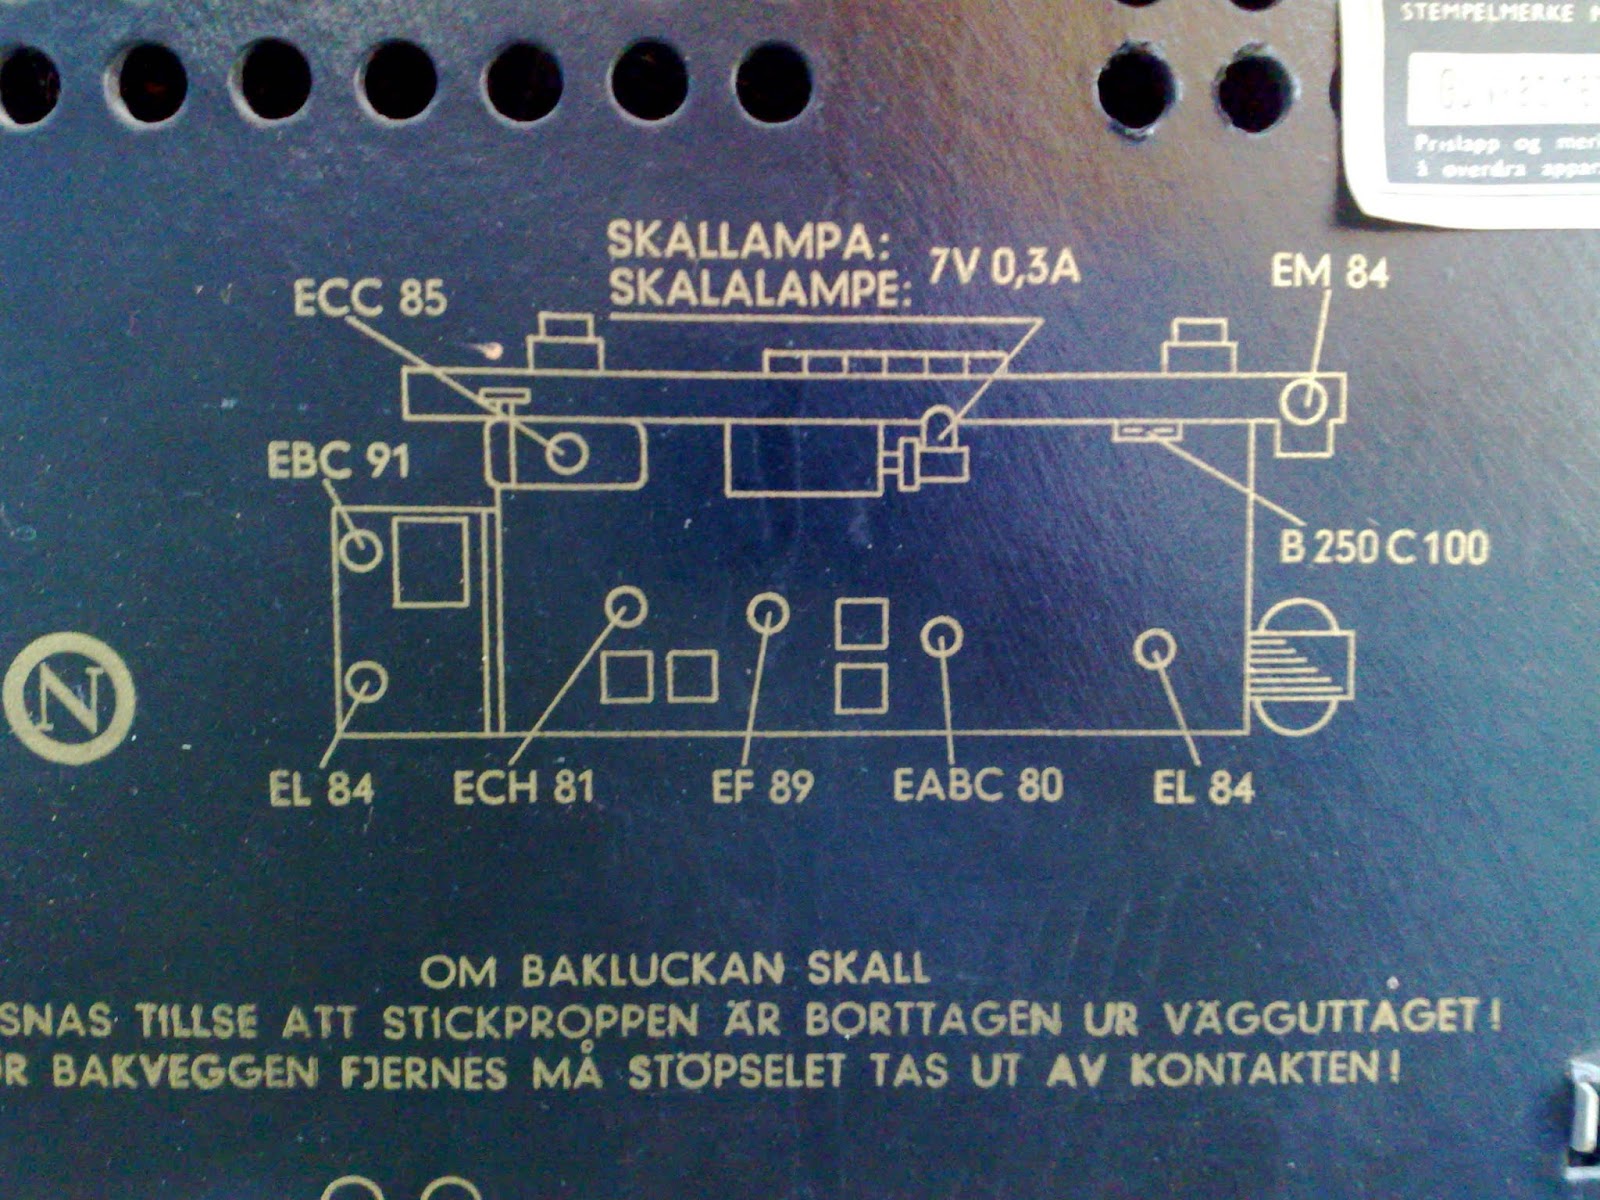 STEMPELMERKE
Prislapp og
å overdra
SKALLAMPA:
SKALALAMPE:
7V 0,3A
EM 84
ECC 85
EBC 91
B 250 C 100
N
EL 84
ECH 81
EF 89
EABC 80
EL 84
OM BAKLUCKAN SKALL
SNAS TILLSE ATT STICKPROPPEN ÄR BORTTAGEN UR VÄGGUTTAGET!
R BAKVEGGEN FJERNES MÅ STÖPSELET TAS UT AV KONTAKTEN!